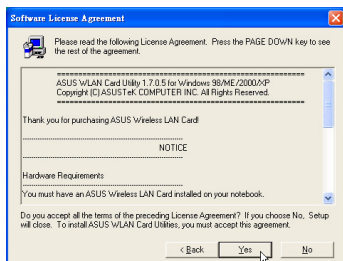 Software License Agreement
Please read the following License Agreement. Press the PAGE DOWN key to see
the rest of the agreement.
============================================================
ASUS WLAN Card Utility 1.7.0.5 for Windows 98/ME/2000/XP
Copyright (C) ASUSTeK COMPUTER INC. All Rights Reserved.
============================================================
Thank you for purchasing ASUS Wireless LAN Card!
------------------------------------------------------------
NOTICE
------------------------------------------------------------
Hardware Requirements
------------------------------------------------------------
You must have an ASUS Wireless LAN Card installed on your notebook.
Do you accept all the terms of the preceding License Agreement? If you choose No, Setup
will close. To install ASUS WLAN Card Utilities, you must accept this agreement.
< Back Yes No